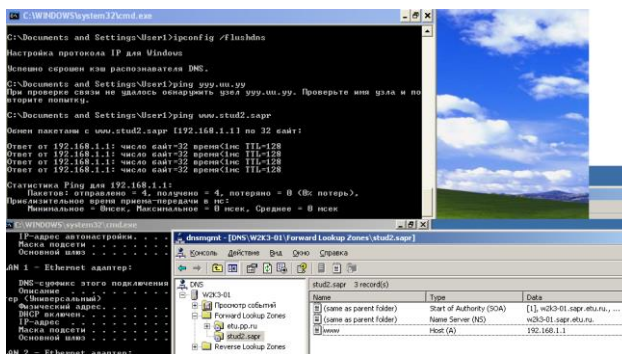 C:\WINDOWS\system32\cmd.exe
C:\Documents and Settings\User1>ipconfig /flushdns
Настройка протокола IP для Windows
Успешно сброшен кэш распознавателя DNS.
C:\Documents and Settings\User1>ping yyy.uu.yy
При проверке связи не удалось обнаружить узел yyy.uu.yy. Проверьте имя узла и по
вторите попытку.
C:\Documents and Settings\User1>ping www.stud2.sapr
Обмен пакетами с www.stud2.sapr [192.168.1.1] по 32 байт:
Ответ от 192.168.1.1: число байт=32 время<1мс TTL=128
Ответ от 192.168.1.1: число байт=32 время<1мс TTL=128
Ответ от 192.168.1.1: число байт=32 время<1мс TTL=128
Ответ от 192.168.1.1: число байт=32 время<1мс TTL=128
Статистика Ping для 192.168.1.1:
Пакетов: отправлено = 4, получено = 4, потеряно = 0 (0% потерь),
Приблизительное время приема-передачи в мс:
Минимальное = 0мсек, Максимальное = 0 мсек, Среднее = 0 мсек
C:\WINDOWS\system32\cmd.exe
IP-адрес автонастройки. . . .
Маска подсети . . . . . . . .
Основной шлюз . . . . . . . .
AN 1 - Ethernet адаптер:
DNS-суффикс этого подключения
Описание . . . . . . . . . .
ер (Универсальный)
Физический адрес. . . . . . .
DHCP включен. . . . . . . . .
IP-адрес . . . . . . . . . .
Маска подсети . . . . . . . .
Основной шлюз . . . . . . . .
AN 2 - Ethernet адаптер:
dnsmgmt - [DNS\W2K3-01\Forward Lookup Zones\stud2.sapr]
Консоль Действие Вид Окно Справка
DNS
W2K3-01
Просмотр событий
Forward Lookup Zones
etu.pp.ru
stud2.sapr
Reverse Lookup Zones
stud2.sapr 3 record(s)
Name Type Data
(same as parent folder) Start of Authority (SOA) [1], w2k3-01.sapr.etu.ru., ...
(same as parent folder) Name Server (NS) w2k3-01.sapr.etu.ru.
www Host (A) 192.168.1.1